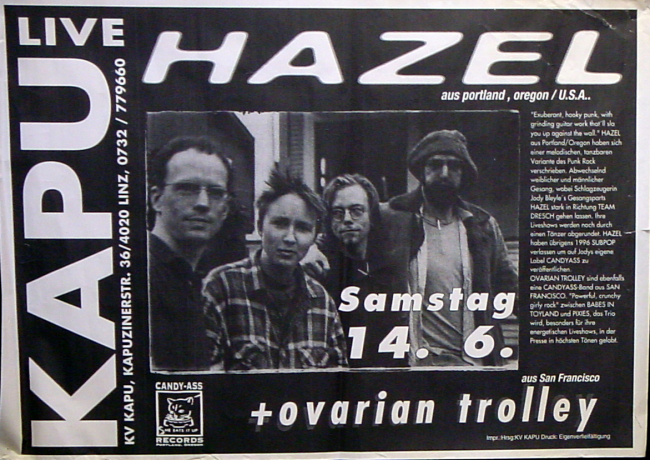 LIVE
KAPU
KV KAPU, KAPUZINERSTR. 36/4020 LINZ, 0732 / 779660
HAZEL
aus portland , oregon / U.S.A..
"Exuberant, hooky punk, with
grinding guitar work that'll sla
you up against the wall." HAZEL
aus Portland/Oregon haben sich
einer melodischen, tanzbaren
Variante des Punk Rock
verschrieben. Abwechselnd
weiblicher und männlicher
Gesang, wobei Schlagzeugerin
Jody Bleyle's Gesangsparts
HAZEL stark in Richtung TEAM
DRESCH gehen lassen. Ihre
Liveshows werden noch durch
einen Tänzer abgerundet. HAZEL
haben übrigens 1996 SUBPOP
verlassen um auf Jodys eigene
Label CANDYASS zu
veröffentlichen.
OVARIAN TROLLEY sind ebenfalls
eine CANDYASS-Band aus SAN
FRANCISCO. "Powerful, crunchy
girly rock" zwischen BABES IN
TOYLAND und PIXIES, das Trio
wird, besonders für ihre
energetischen Liveshows, in der
Presse in höchsten Tönen gelobt.
Samstag
14. 6.
CANDY-ASS
SHE EATS IT UP
RECORDS
PORTLAND, OREGON
aus San Francisco
+ovarian trolley
Impr.:Hrsg:KV KAPU Druck: Eigenvervielfältigung